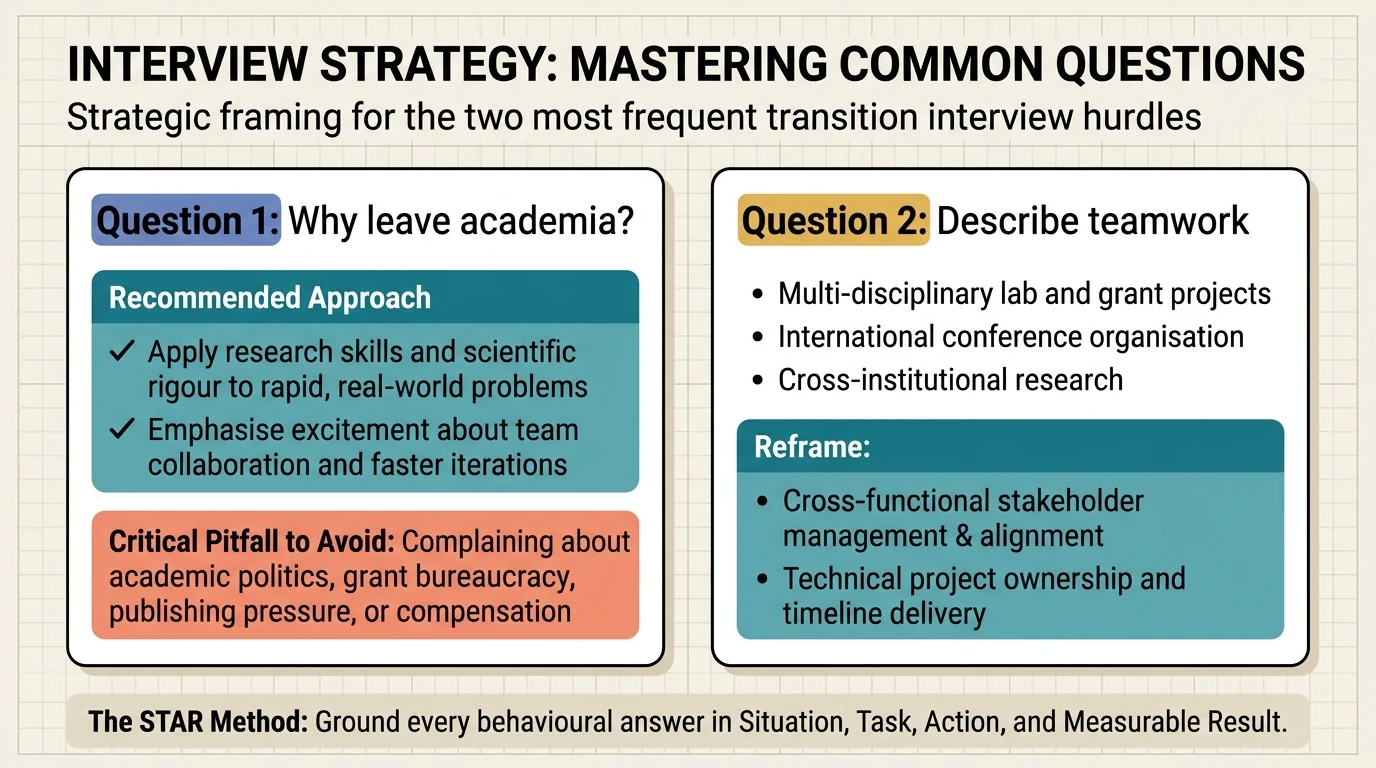 INTERVIEW STRATEGY: MASTERING COMMON QUESTIONS
Strategic framing for the two most frequent transition interview hurdles
Question 1: Why leave academia?
Recommended Approach
✓ Apply research skills and scientific
rigour to rapid, real-world problems
✓ Emphasise excitement about team
collaboration and faster iterations
Critical Pitfall to Avoid: Complaining about
academic politics, grant bureaucracy,
publishing pressure, or compensation
Question 2: Describe teamwork
• Multi-disciplinary lab and grant projects
• International conference organisation
• Cross-institutional research
Reframe:
• Cross-functional stakeholder
management & alignment
• Technical project ownership and
timeline delivery
The STAR Method: Ground every behavioural answer in Situation, Task, Action, and Measurable Result.